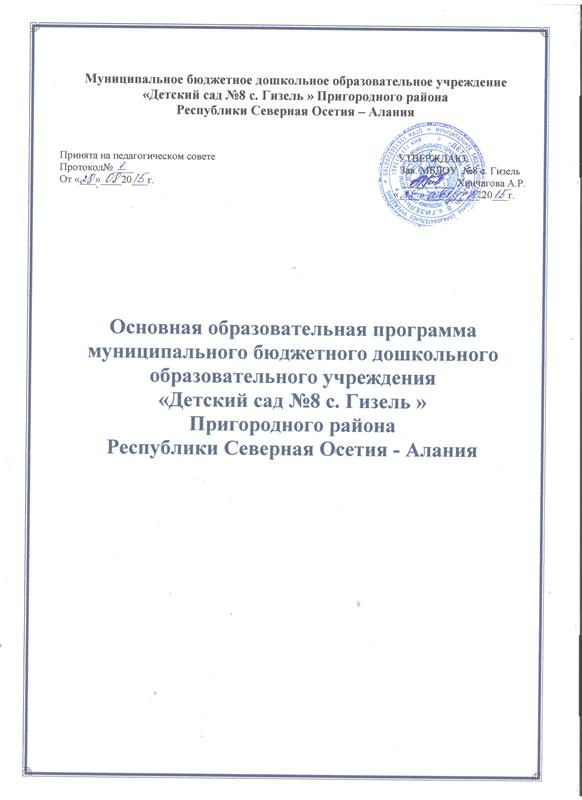 Муниципальное бюджетное дошкольное образовательное учреждение
«Детский сад №8 с. Гизель » Пригородного района
Республики Северная Осетия – Алания
Принята на педагогическом совете
Протокол№ 1
От «28» 08 2015 г.
УТВЕРЖДАЮ:
Зав. МБДОУ №8 с. Гизель
Хинчагова А.Р.
2015 г.
Основная образовательная программа
муниципального бюджетного дошкольного
образовательного учреждения
«Детский сад №8 с. Гизель »
Пригородного района
Республики Северная Осетия - Алания